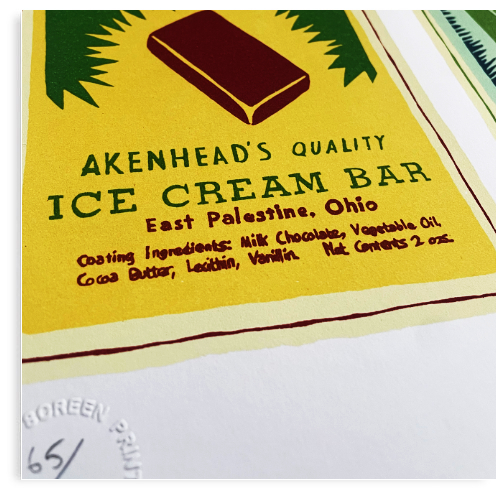 AKENHEAD'S QUALITY
ICE CREAM BAR
East Palestine, Ohio
Coating Ingredients: Milk Chocolate, Vegetable Oil,
Cocoa Butter, Lecithin, Vanillin. Net Contents 2 ozs.
BOREEN PRINT
65/